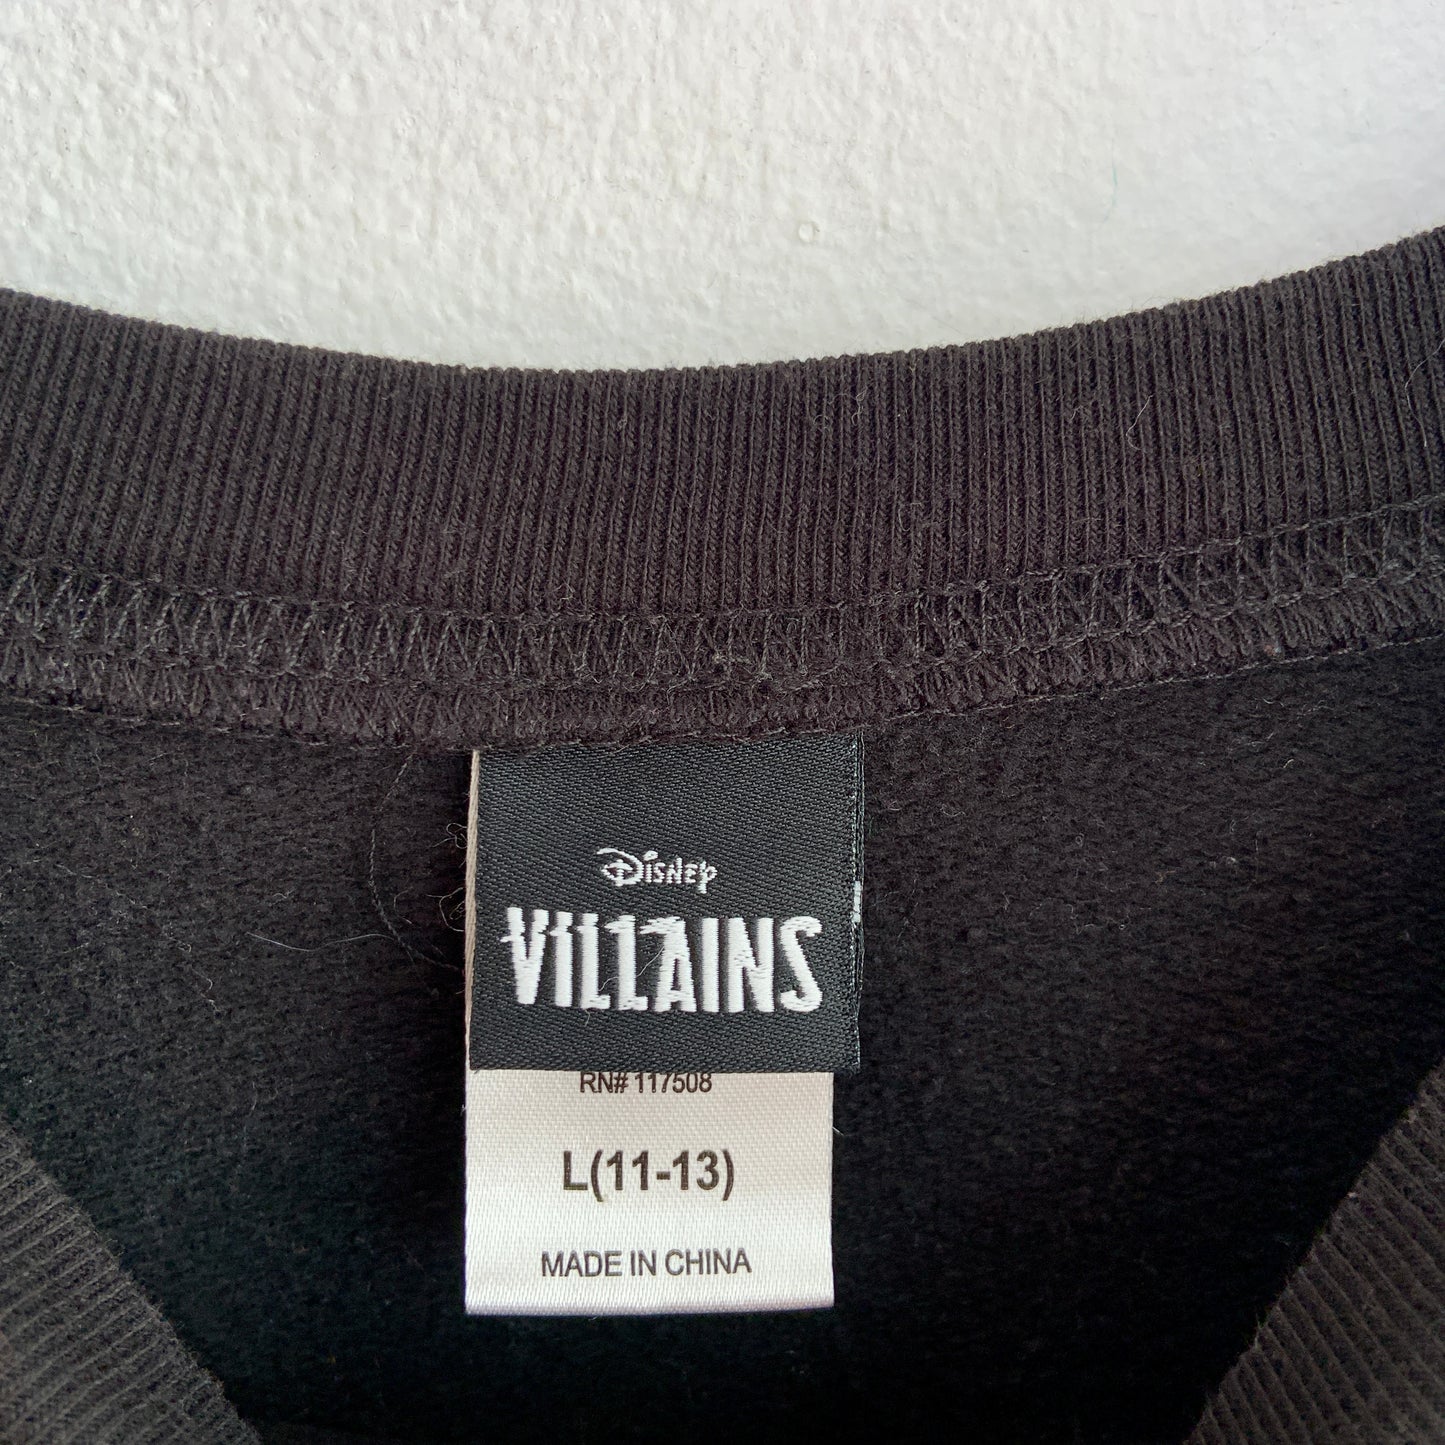 Disney
VILLAINS
RN# 117508
L(11-13)
MADE IN CHINA